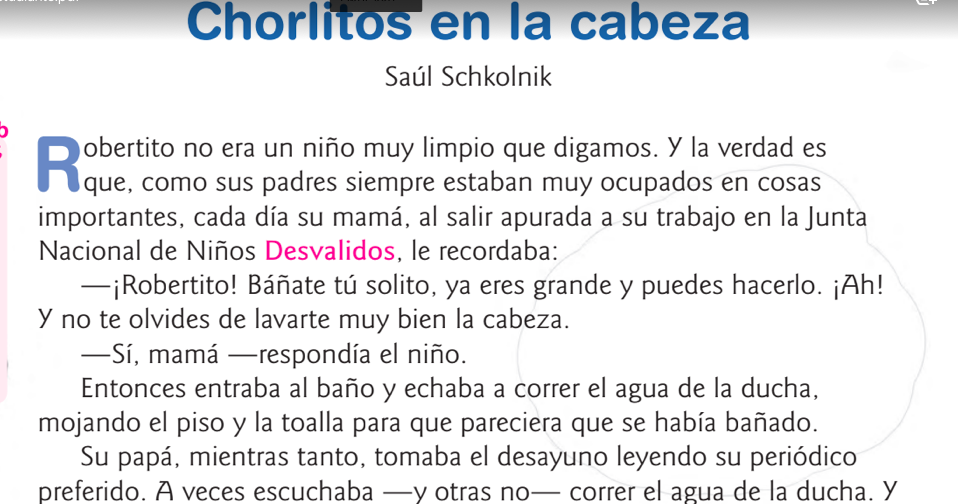 Chorlitos en la cabeza
Saúl Schkolnik
Robertito no era un niño muy limpio que digamos. Y la verdad es
que, como sus padres siempre estaban muy ocupados en cosas
importantes, cada día su mamá, al salir apurada a su trabajo en la Junta
Nacional de Niños Desvalidos, le recordaba:
—¡Robertito! Báñate tú solito, ya eres grande y puedes hacerlo. ¡Ah!
Y no te olvides de lavarte muy bien la cabeza.
—Sí, mamá —respondía el niño.
Entonces entraba al baño y echaba a correr el agua de la ducha,
mojando el piso y la toalla para que pareciera que se había bañado.
Su papá, mientras tanto, tomaba el desayuno leyendo su periódico
preferido. A veces escuchaba —y otras no— correr el agua de la ducha. Y